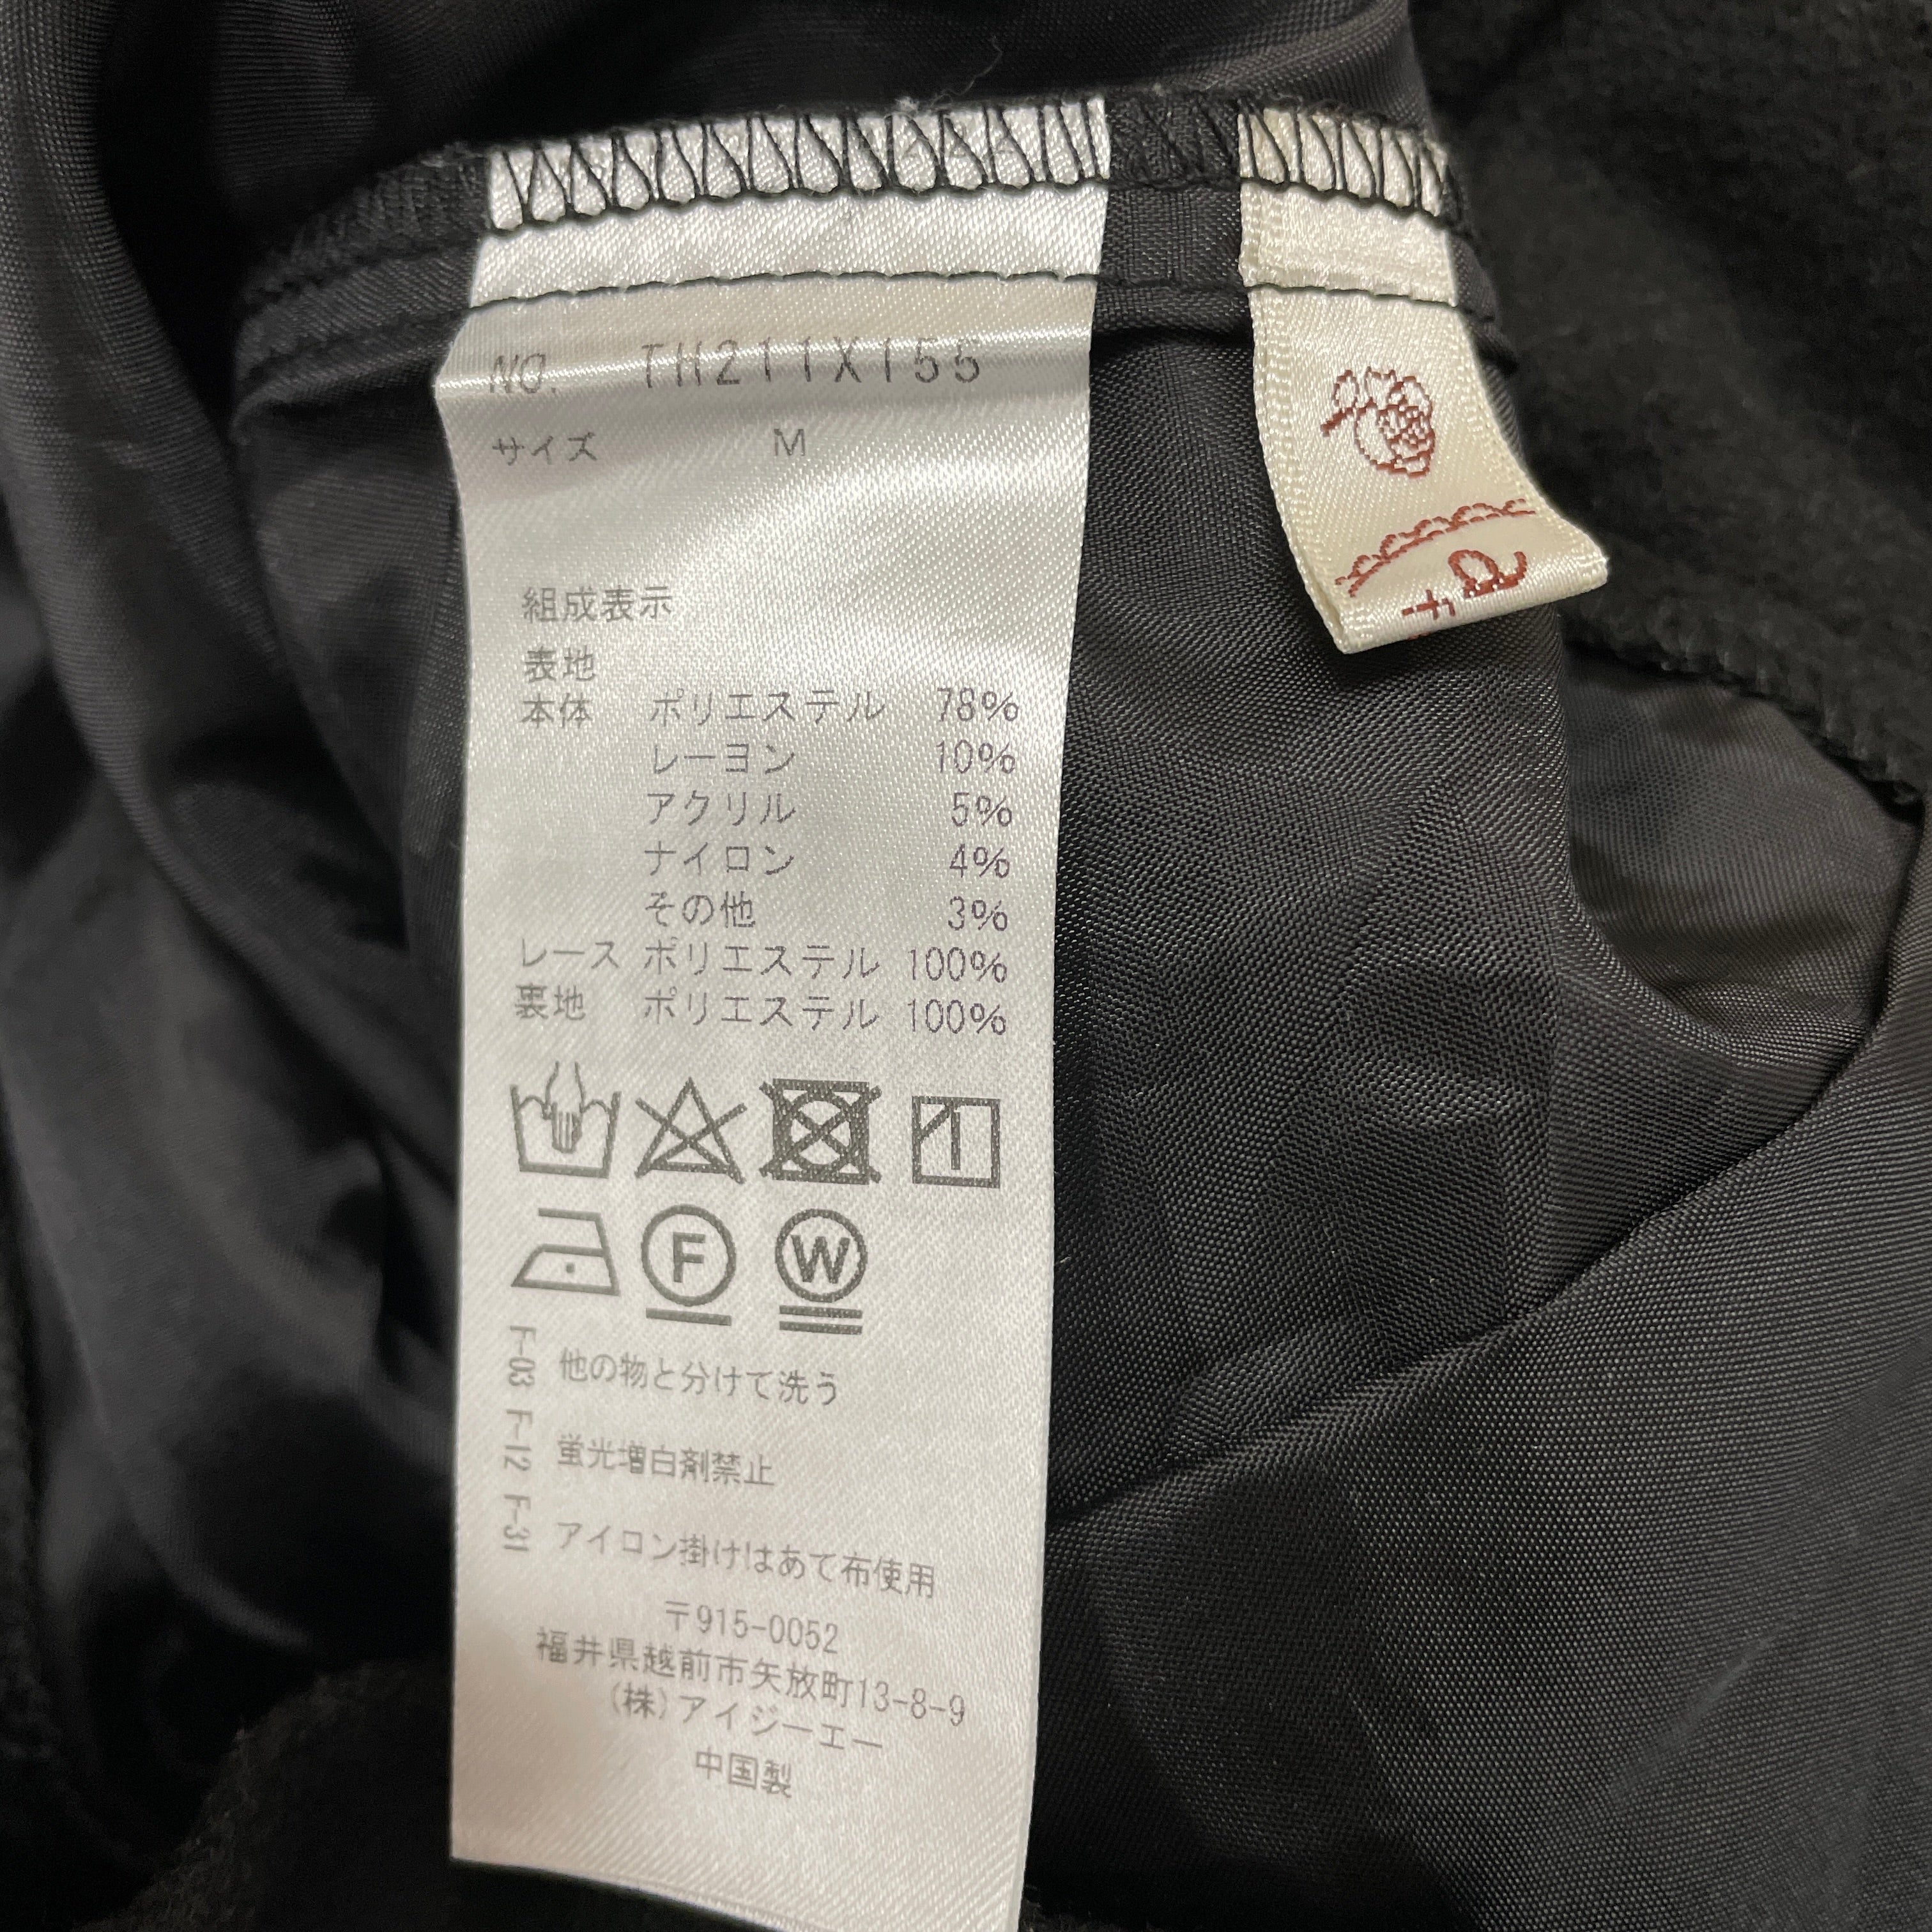 NO. TH211X155
サイズ M
組成表示
表地
本体 ポリエステル 78%
レーヨン 10%
アクリル 5%
ナイロン 4%
その他 3%
レース ポリエステル 100%
裏地 ポリエステル 100%
F
W
F-03 他の物と分けて洗う
F-12 蛍光増白剤禁止
F-31 アイロン掛けはあて布使用
〒915-0052
福井県越前市矢放町13-8-9
(株)アイジーエー
中国製